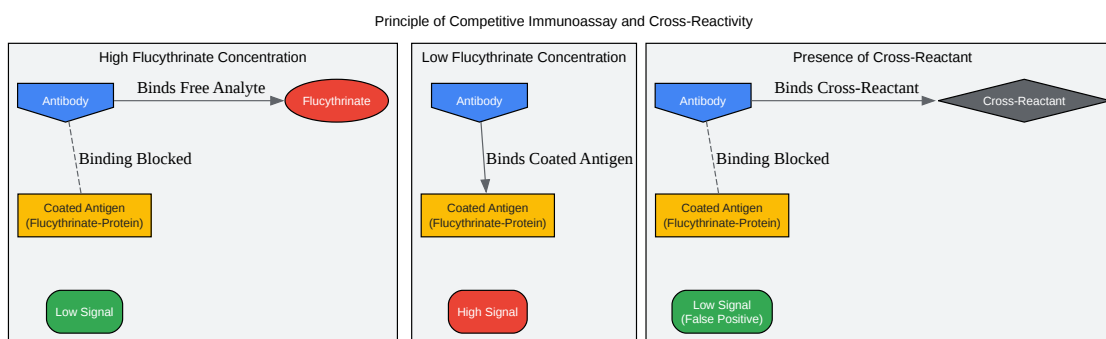 Principle of Competitive Immunoassay and Cross-Reactivity
High Flucythrinate Concentration
Antibody
Binds Free Analyte
Flucythrinate
Binding Blocked
Coated Antigen
(Flucythrinate-Protein)
Low Signal
Low Flucythrinate Concentration
Antibody
Binds Coated Antigen
Coated Antigen
(Flucythrinate-Protein)
High Signal
Presence of Cross-Reactant
Antibody
Binds Cross-Reactant
Cross-Reactant
Binding Blocked
Coated Antigen
(Flucythrinate-Protein)
Low Signal
(False Positive)